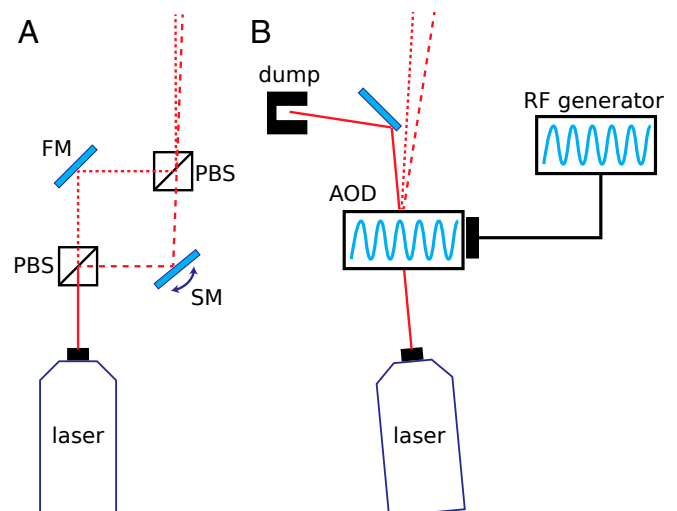 A
FM
PBS
PBS
SM
laser
B
dump
RF generator
AOD
laser